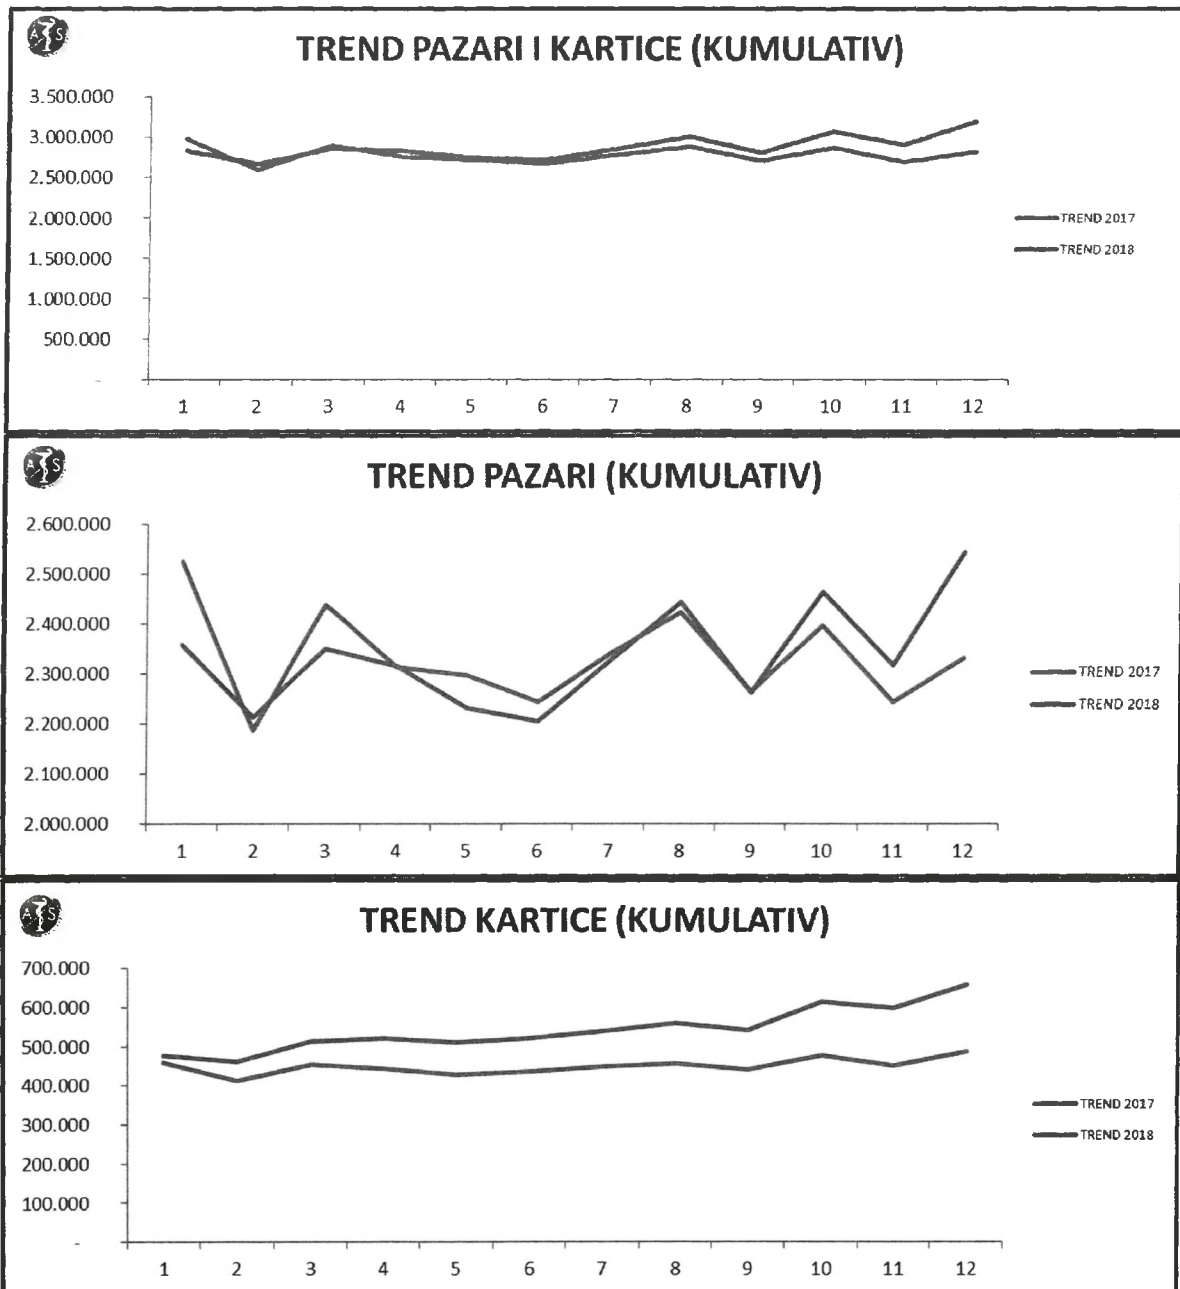 A S
TREND PAZARI I KARTICE (KUMULATIV)
3.500.000
3.000.000
2.500.000
2.000.000
1.500.000
1.000.000
500.000
-
1 2 3 4 5 6 7 8 9 10 11 12
TREND 2017
TREND 2018
A S
TREND PAZARI (KUMULATIV)
2.600.000
2.500.000
2.400.000
2.300.000
2.200.000
2.100.000
2.000.000
1 2 3 4 5 6 7 8 9 10 11 12
TREND 2017
TREND 2018
A S
TREND KARTICE (KUMULATIV)
700.000
600.000
500.000
400.000
300.000
200.000
100.000
-
1 2 3 4 5 6 7 8 9 10 11 12
TREND 2017
TREND 2018